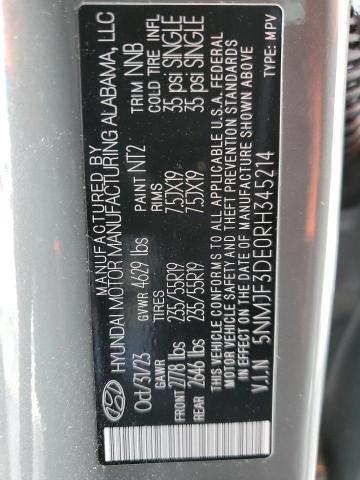 MANUFACTURED BY
HYUNDAI MOTOR MANUFACTURING ALABAMA, LLC
Oct/31/23 GVWR 4629 lbs PAINT NT2 TRIM NNB
GAWR TIRES RIMS COLD TIRE INFL
FRONT 2778 lbs 235/55R19 7.5JX19 35 psi SINGLE
REAR 2646 lbs 235/55R19 7.5JX19 35 psi SINGLE
THIS VEHICLE CONFORMS TO ALL APPLICABLE U.S.A. FEDERAL
MOTOR VEHICLE SAFETY BUMPER, AND THEFT PREVENTION STANDARDS IN
EFFECT ON THE DATE OF MANUFACTURE SHOWN ABOVE
V.I.N 5NMJF3DE0RH345214 TYPE: MPV